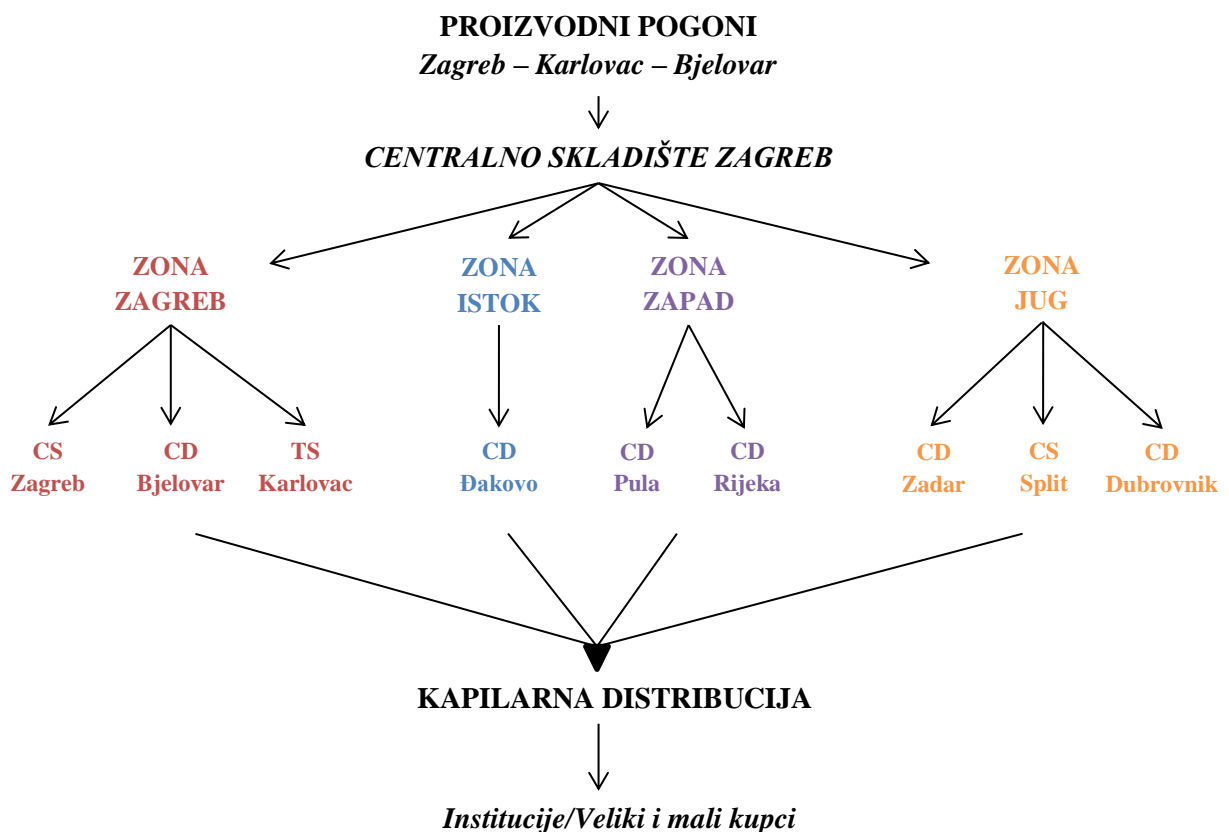 PROIZVODNI POGONI
Zagreb – Karlovac – Bjelovar
CENTRALNO SKLADIŠTE ZAGREB
ZONA
ZAGREB
ZONA
ISTOK
ZONA
ZAPAD
ZONA
JUG
CS
Zagreb
CD
Bjelovar
TS
Karlovac
CD
Đakovo
CD
Pula
CD
Rijeka
CD
Zadar
CS
Split
CD
Dubrovnik
KAPILARNA DISTRIBUCIJA
Institucije/Veliki i mali kupci